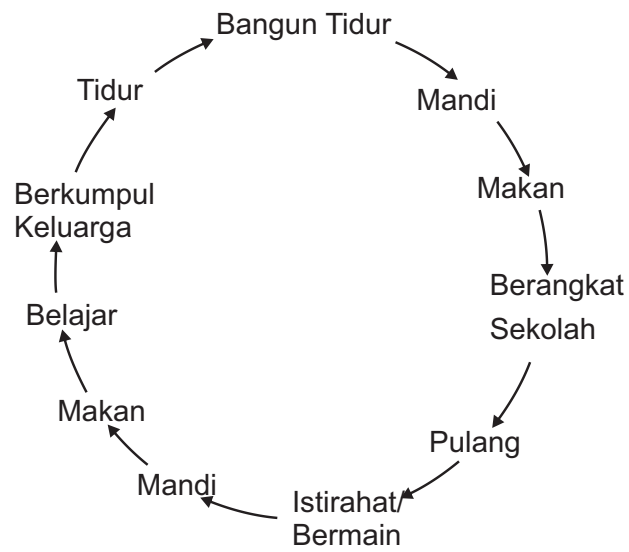 Bangun Tidur
Mandi
Makan
Berangkat
Sekolah
Pulang
Istirahat/
Bermain
Mandi
Makan
Belajar
Berkumpul
Keluarga
Tidur